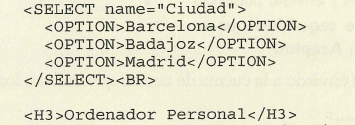 <SELECT name="Ciudad">
<OPTION>Barcelona</OPTION>
<OPTION>Badajoz</OPTION>
<OPTION>Madrid</OPTION>
</SELECT><BR>
<H3>Ordenador Personal</H3>